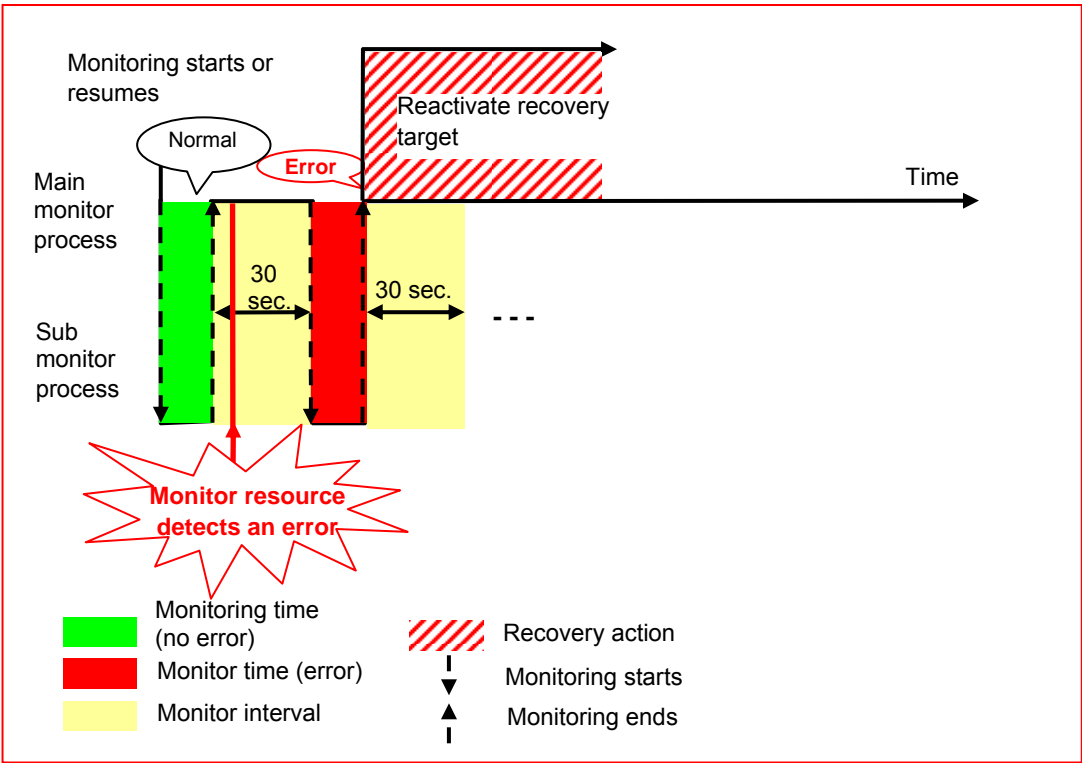 Monitoring starts or
resumes
Normal
Error
Reactivate recovery
target
Time
Main
monitor
process
30
sec.
30 sec.
- - -
Sub
monitor
process
Monitor resource
detects an error
Monitoring time
(no error)
Monitor time (error)
Monitor interval
Recovery action
Monitoring starts
Monitoring ends